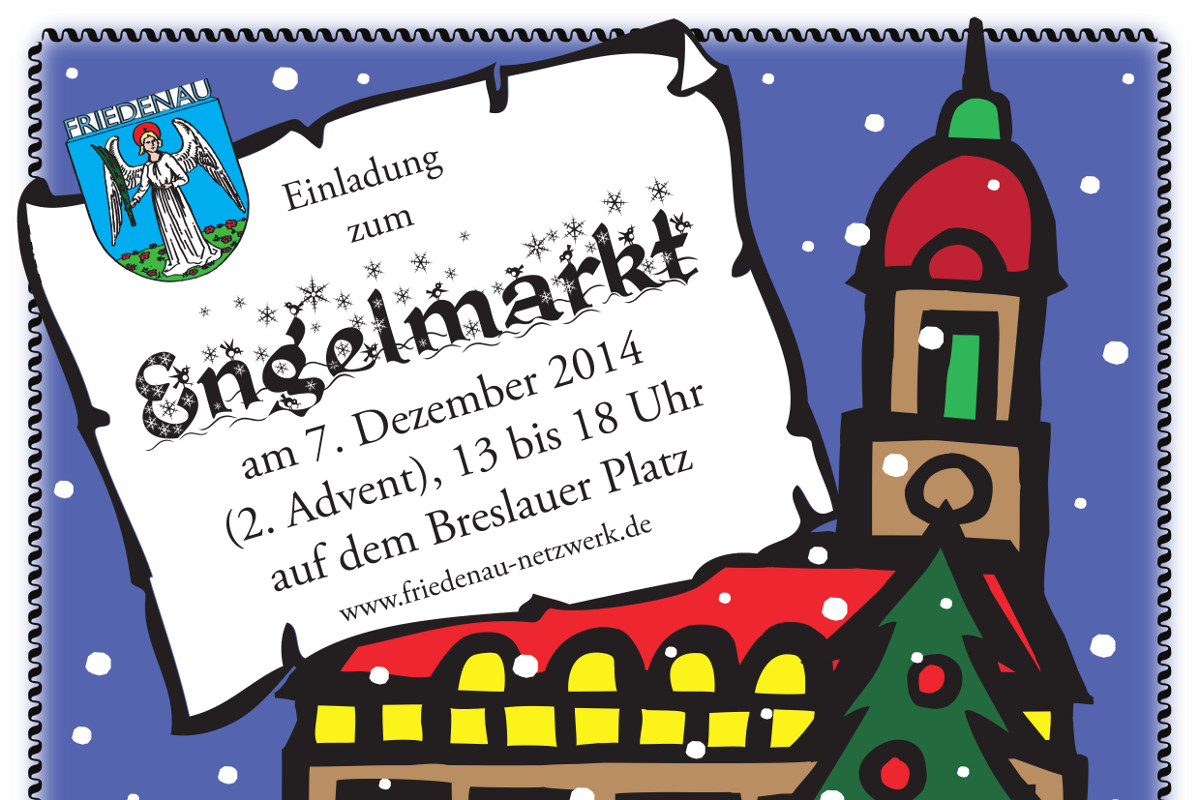 FRIEDENAU
Einladung
zum
Engelmarkt
am 7. Dezember 2014
(2. Advent), 13 bis 18 Uhr
auf dem Breslauer Platz
www.friedenau-netzwerk.de